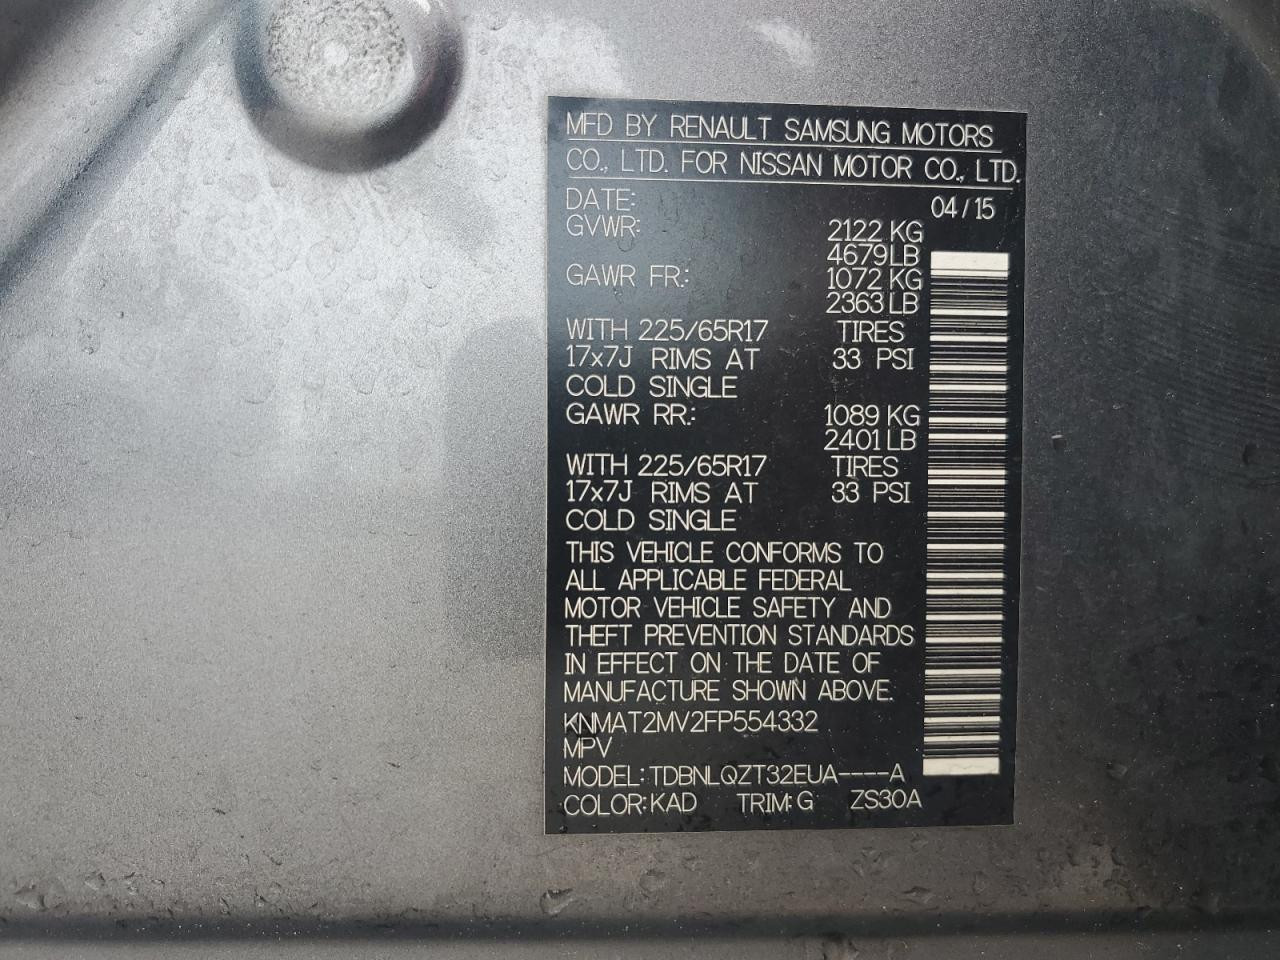 MFD BY RENAULT SAMSUNG MOTORS
CO., LTD. FOR NISSAN MOTOR CO., LTD.
DATE: 04/15
GVWR: 2122 KG
4679 LB
GAWR FR.: 1072 KG
2363 LB
WITH 225/65R17 TIRES
17x7J RIMS AT 33 PSI
COLD SINGLE
GAWR RR.: 1089 KG
2401 LB
WITH 225/65R17 TIRES
17x7J RIMS AT 33 PSI
COLD SINGLE
THIS VEHICLE CONFORMS TO
ALL APPLICABLE FEDERAL
MOTOR VEHICLE SAFETY AND
THEFT PREVENTION STANDARDS
IN EFFECT ON THE DATE OF
MANUFACTURE SHOWN ABOVE.
KNMAT2MV2FP554332
MPV
MODEL: TDBNLQZT32EUA----A
COLOR: KAD TRIM: G ZS30A